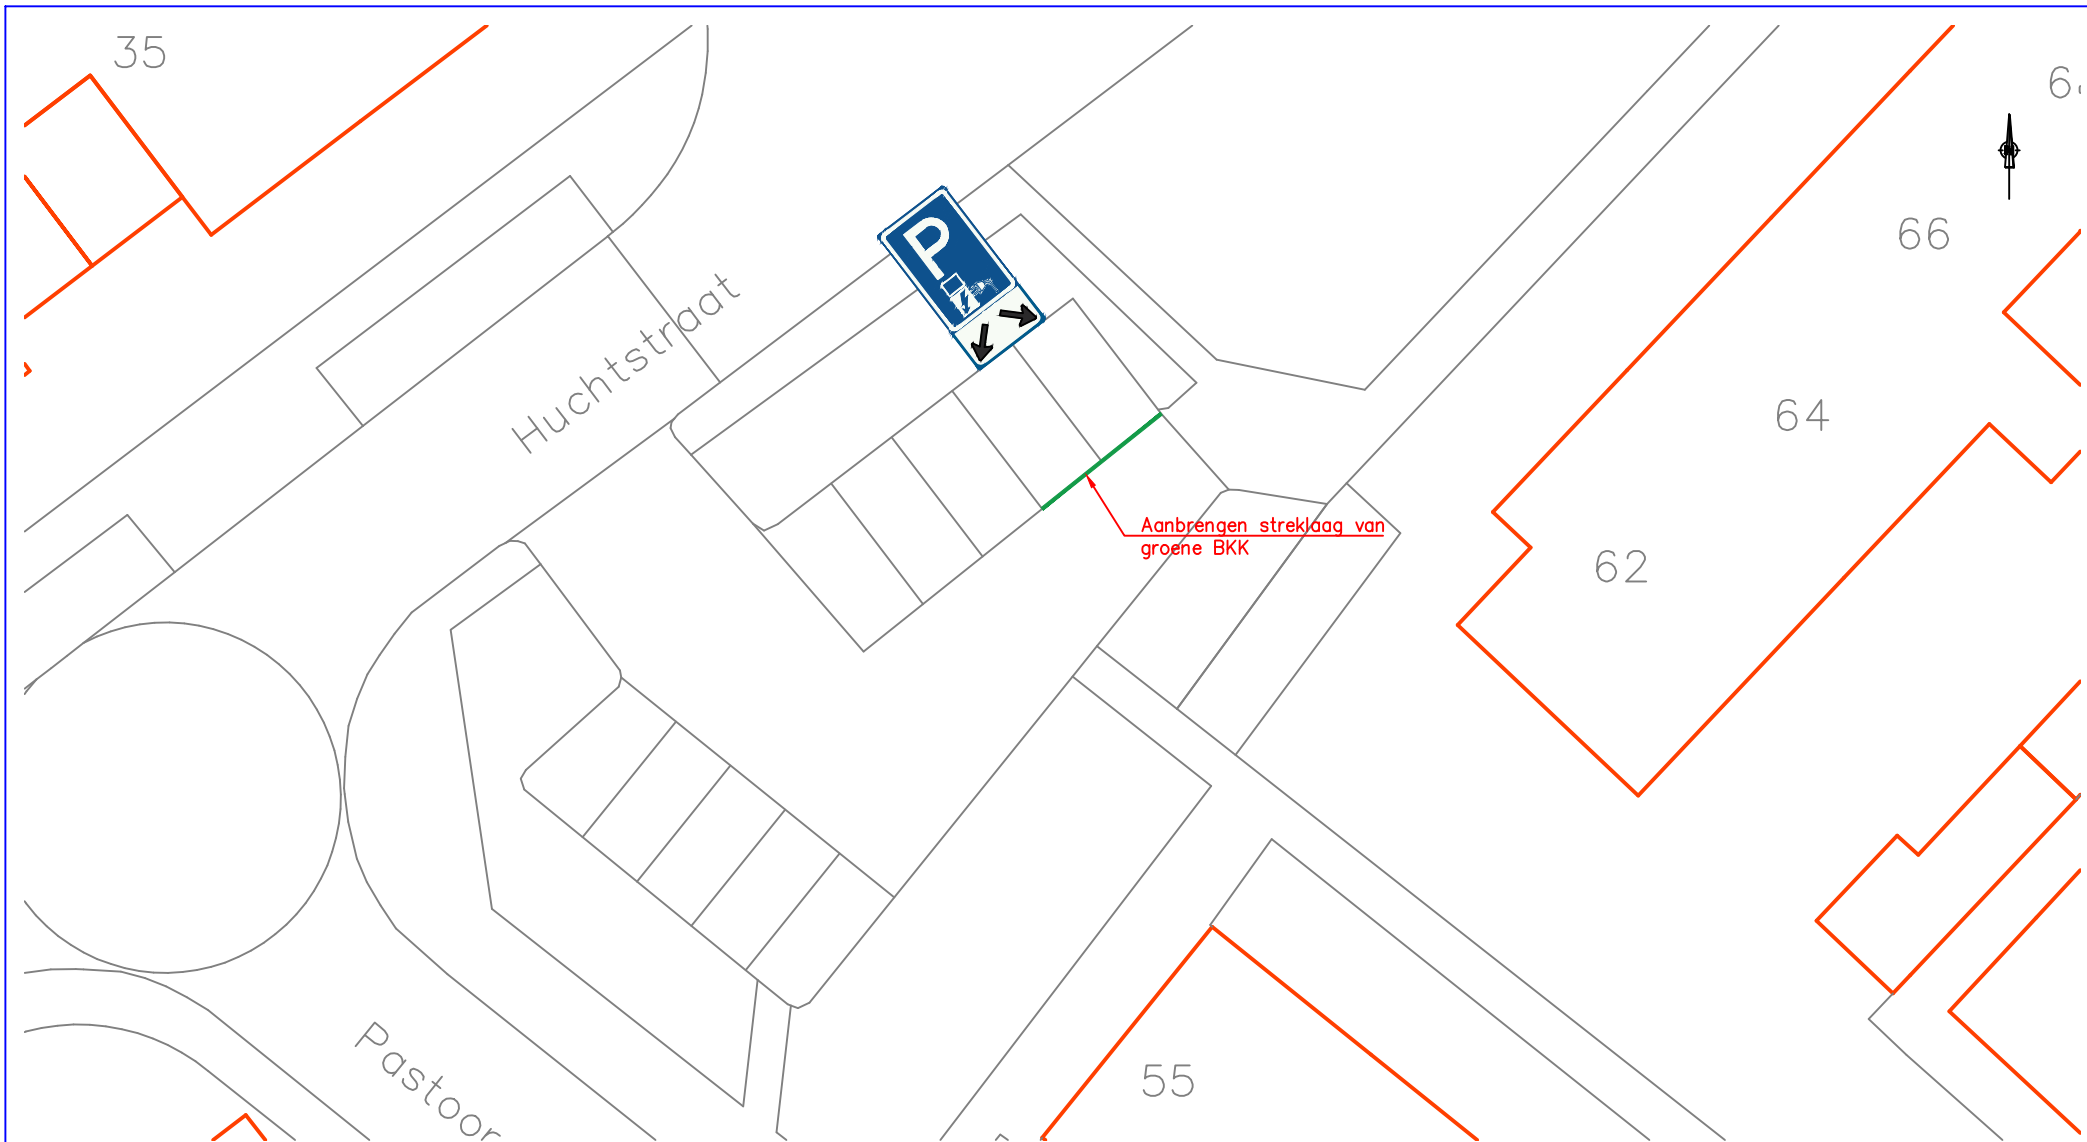 35
66
P
Huchtstraat
64
Aanbrengen streklaag van
groene BKK
62
Pastoor
55